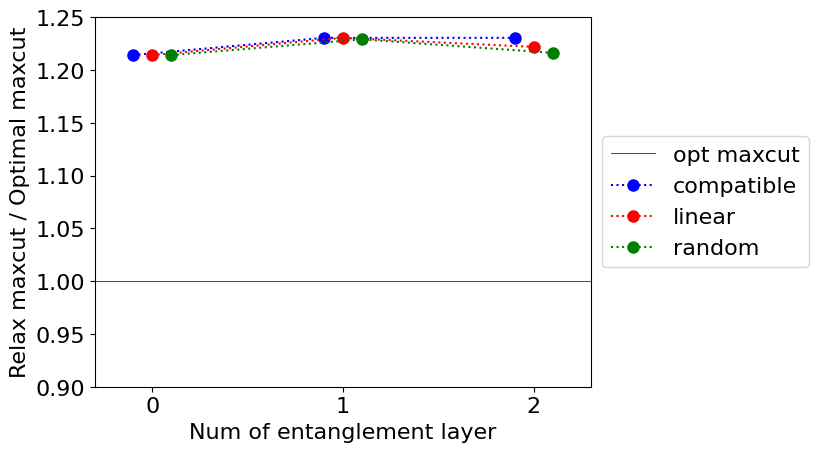 Relax maxcut / Optimal maxcut
1.25
1.20
1.15
1.10
1.05
1.00
0.95
0.90
0 1 2
Num of entanglement layer
opt maxcut
compatible
linear
random